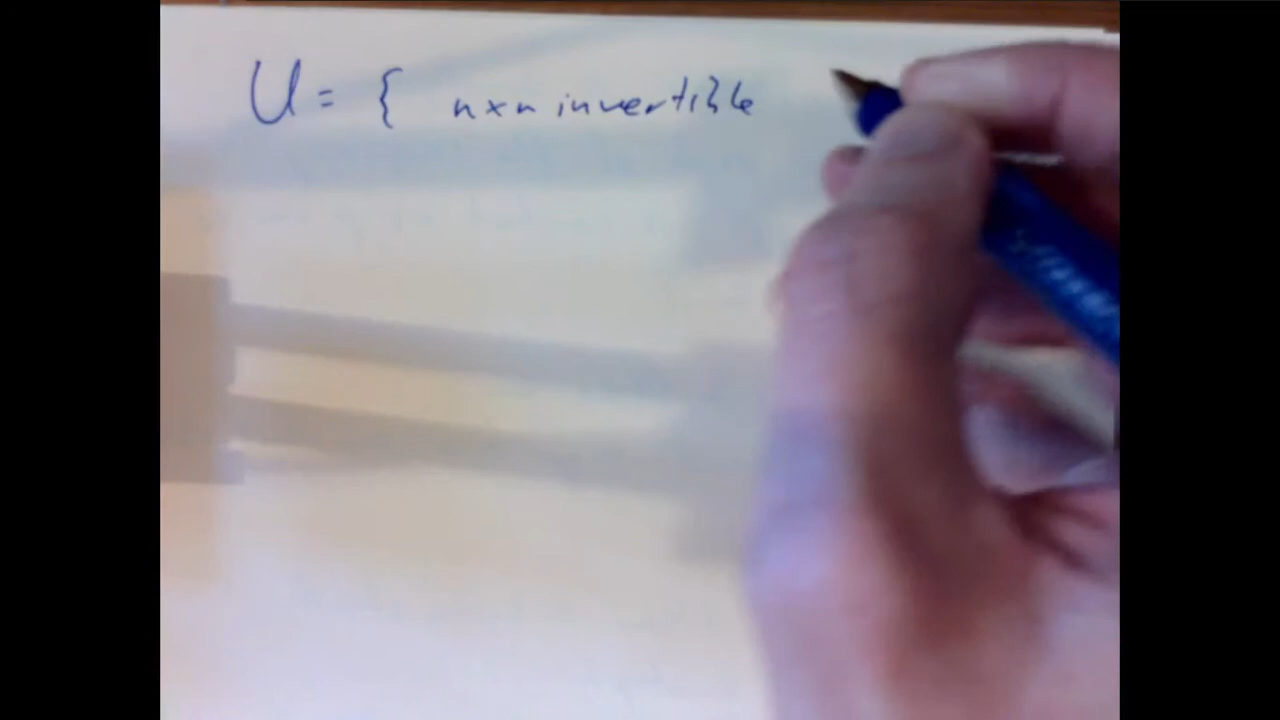 U = { n×n invertible